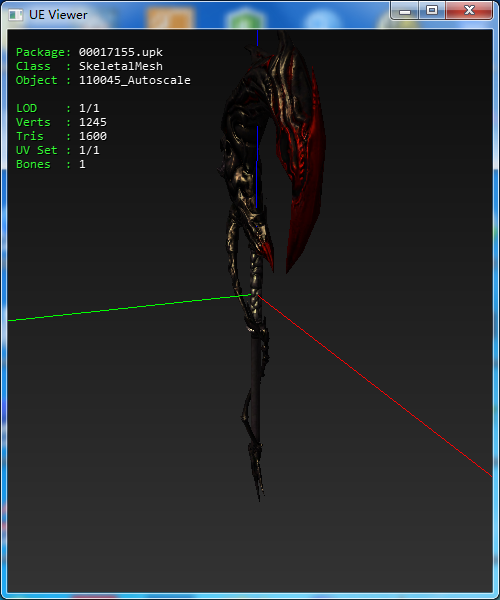 UE Viewer
Package: 00017155.upk
Class : SkeletalMesh
Object : 110045_Autoscale
LOD : 1/1
Verts : 1245
Tris : 1600
UV Set : 1/1
Bones : 1